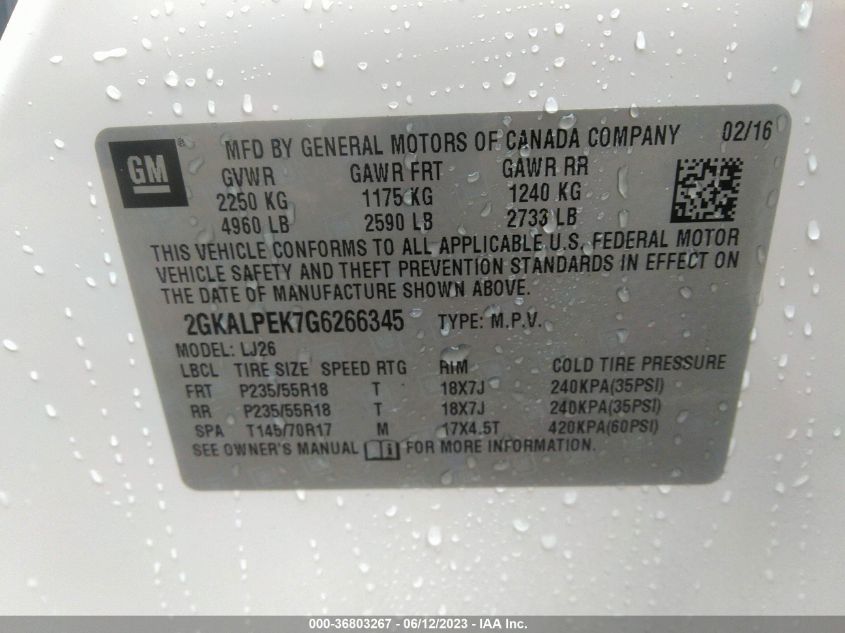 GM®
MFD BY GENERAL MOTORS OF CANADA COMPANY 02/16
GVWR GAWR FRT GAWR RR
2250 KG 1175 KG 1240 KG
4960 LB 2590 LB 2733 LB
THIS VEHICLE CONFORMS TO ALL APPLICABLE U.S. FEDERAL MOTOR
VEHICLE SAFETY AND THEFT PREVENTION STANDARDS IN EFFECT ON
THE DATE OF MANUFACTURE SHOWN ABOVE.
2GKALPEK7G6266345 TYPE: M.P.V.
MODEL: LJ26
LBCL TIRE SIZE SPEED RTG RIM COLD TIRE PRESSURE
FRT P235/55R18 T 18X7J 240KPA(35PSI)
RR P235/55R18 T 18X7J 240KPA(35PSI)
SPA T145/70R17 M 17X4.5T 420KPA(60PSI)
SEE OWNER'S MANUAL FOR MORE INFORMATION
000-36803267 - 06/12/2023 - IAA Inc.